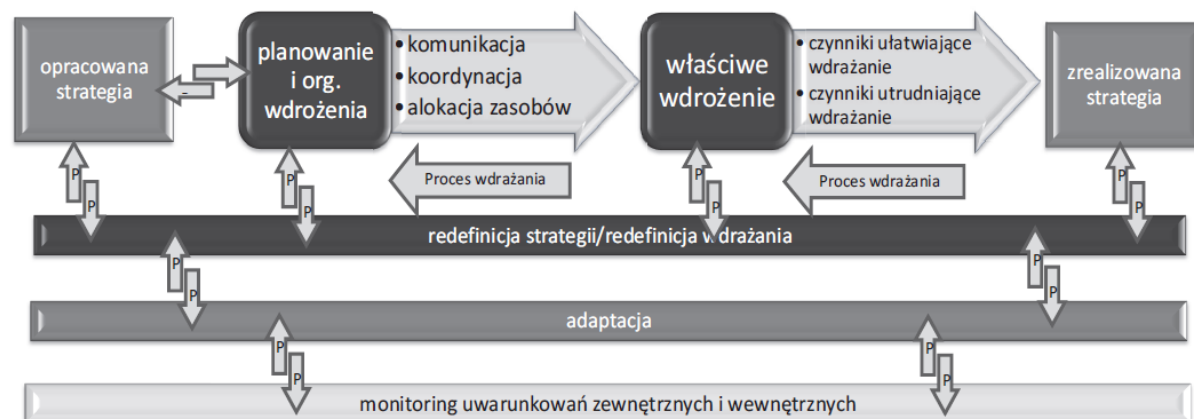 opracowana
strategia
-
planowanie
i org.
wdrożenia
• komunikacja
• koordynacja
• alokacja zasobów
właściwe
wdrożenie
• czynniki ułatwiające
wdrażanie
• czynniki utrudniające
wdrażanie
zrealizowana
strategia
P
P
P
P
Proces wdrażania
P
P
Proces wdrażania
P
P
redefinicja strategii/redefinicja wdrażania
P
P
P
P
adaptacja
P
P
P
P
monitoring uwarunkowań zewnętrznych i wewnętrznych